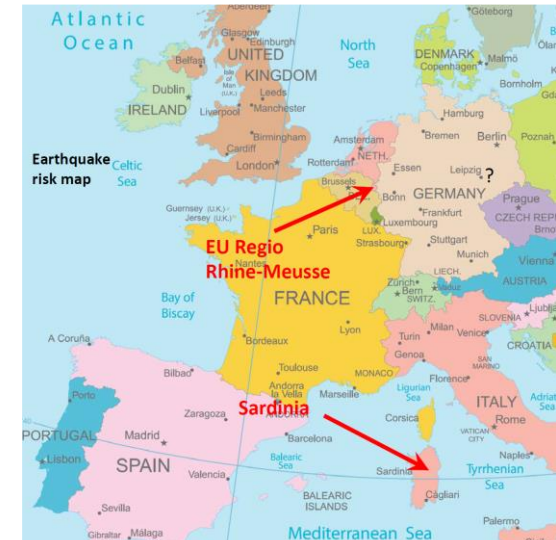 Atlantic
Ocean
Aberdeen
Göteborg
Glasgow
Edinburgh
North
Sea
DENMARK
Copenhagen
Malmö
UNITED
KINGDOM
Belfast
Isle of
Man (U.K.)
Leeds
Dublin
IRELAND
Liverpool
Manchester
Bornholm
Hamburg
Birmingham
Amsterdam
Bremen
Berlin
Poznań
Earthquake
risk map
Celtic
Sea
Cardiff
London
Rotterdam
NETH.
Essen
Leipzig
?
Brussels
Bonn
GERMANY
Prague
CZECH REP
Guernsey (U.K.)
Jersey (U.K.)
LUX.
Luxembourg
Frankfurt
EU Regio
Rhine-Meusse
Paris
Strasbourg
Stuttgart
Munich
Vienna
Nantes
Zürich
LIECH.
Vaduz
AUSTRIA
Bay of
Biscay
FRANCE
Bern
SWITZ.
SLOVENIA
Ljublj
Lyon
Milan
Venice
CROATIA
Turin
A Coruña
Bordeaux
Genoa
SAN
MARINO
Bilbao
Toulouse
MONACO
Florence
Andorra
la Vella
ANDORRA
Marseille
Ligurian
Sea
Adriat
Sea
Porto
Zaragoza
Sardinia
Corsica
ITALY
PORTUGAL
Madrid
Barcelona
VATICAN
CITY
Rome
Lisbon
SPAIN
Balearic
Sea
Sardinia
Naples
Tyrrhenian
Sea
Valencia
BALEARIC
ISLANDS
Cagliari
Sevilla
Gibraltar
Málaga
Mediterranean Sea
Palermo